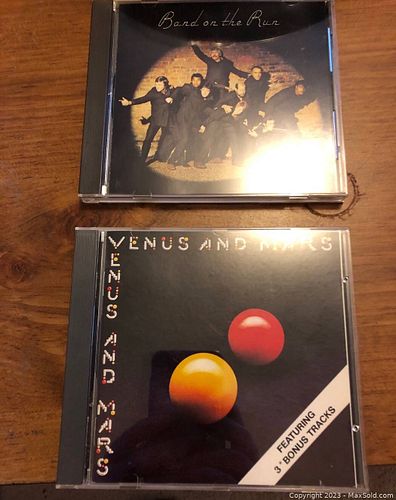 Band on the Run
VENUS AND MARS
VENUS AND MARS
FEATURING
3* BONUS TRACKS
Copyright 2023 - MaxSold.com